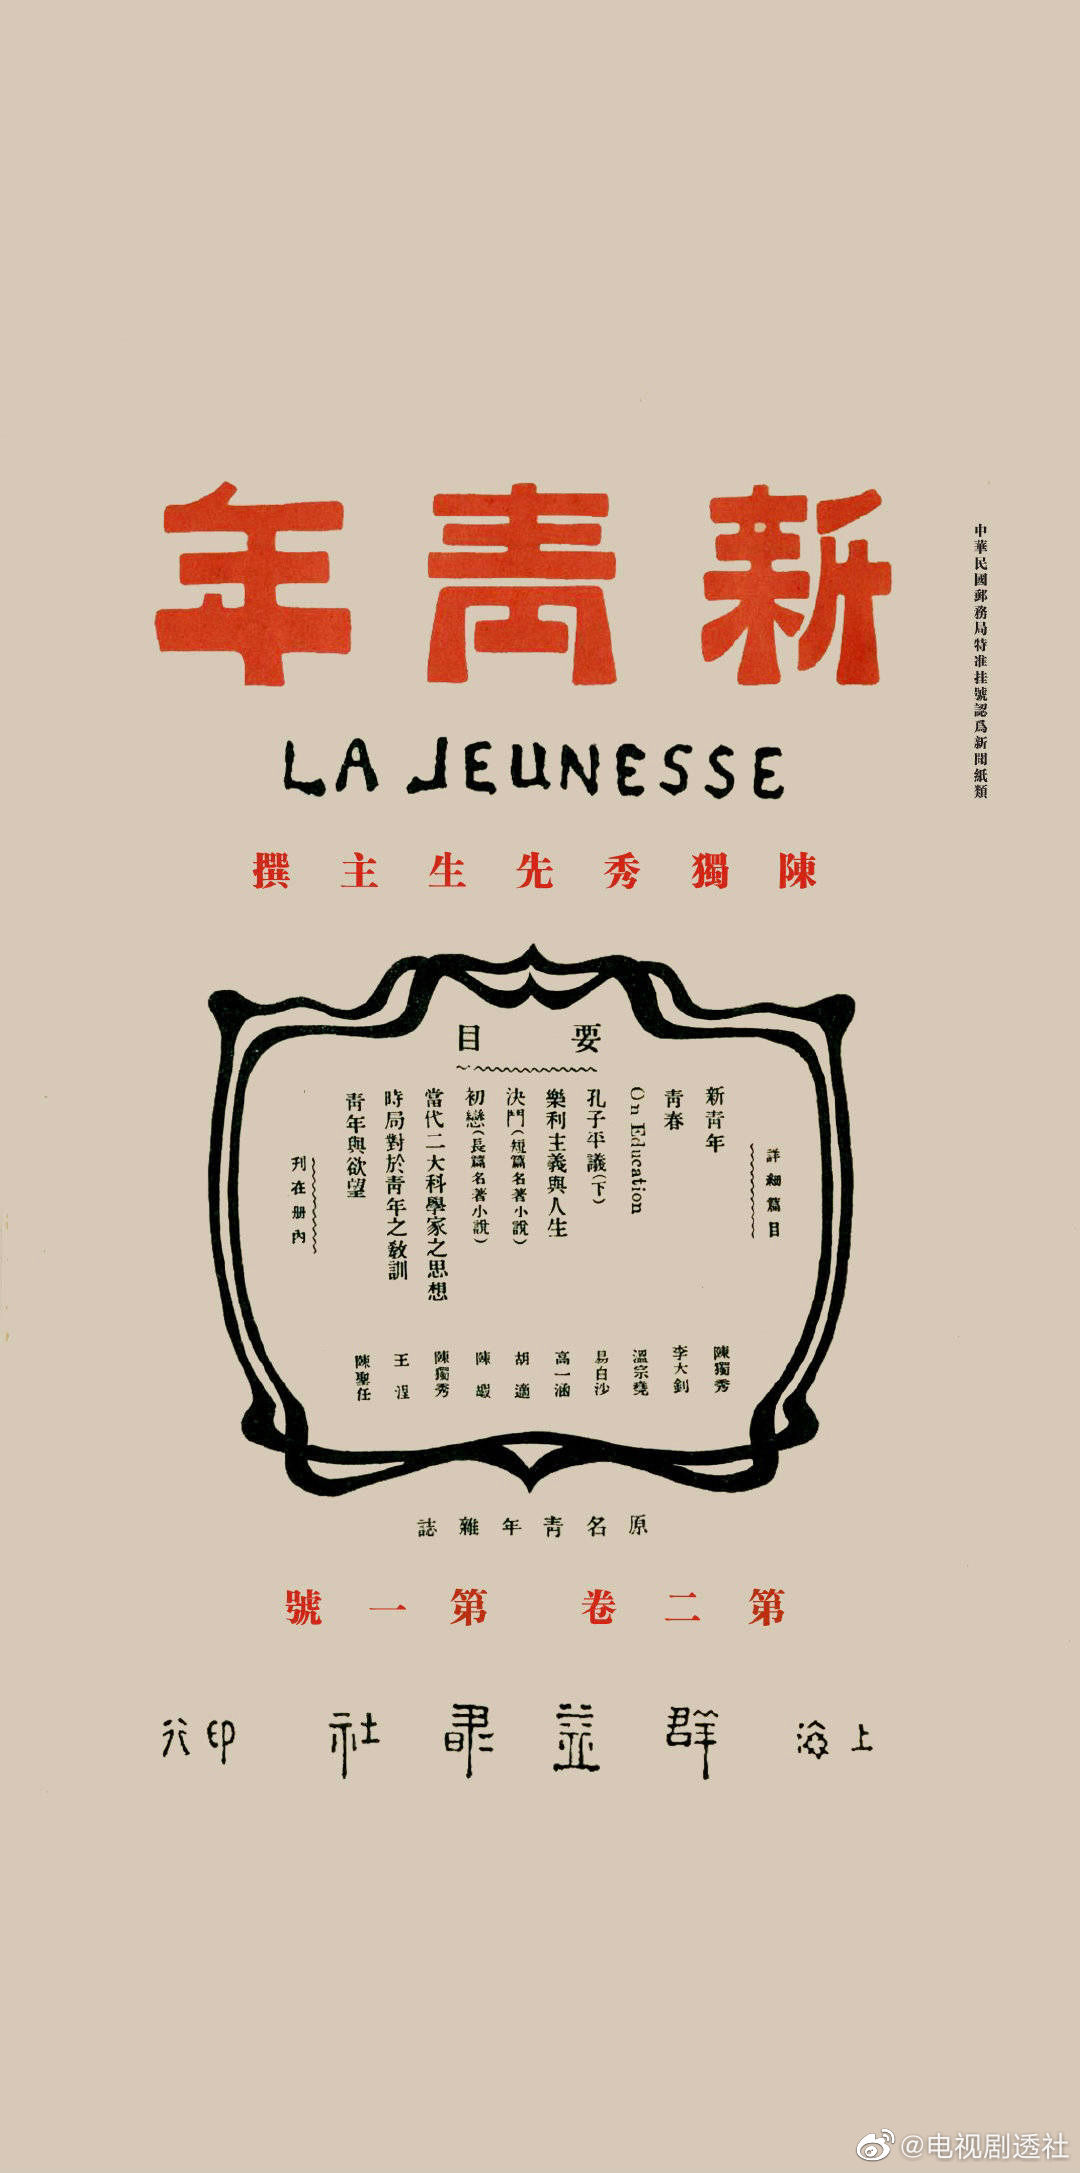 新青年
中華民國郵務局特准挂號認爲新聞紙類
LA JEUNESSE
陳獨秀先生主撰
要目
詳細篇目
新青年 陳獨秀
青春 李大釗
On Education 溫宗堯
孔子平議(下) 易白沙
樂利主義與人生 高一涵
決鬥(短篇名著小說) 胡適
初戀(長篇名著小說) 陳嘏
當代二大科學家之思想 陳獨秀
時局對於青年之教訓 王涅
青年與欲望 陳聖任
刊在册內
原名青年雜誌
第二卷 第一號
上海 群益書社 印行
@电视剧透社